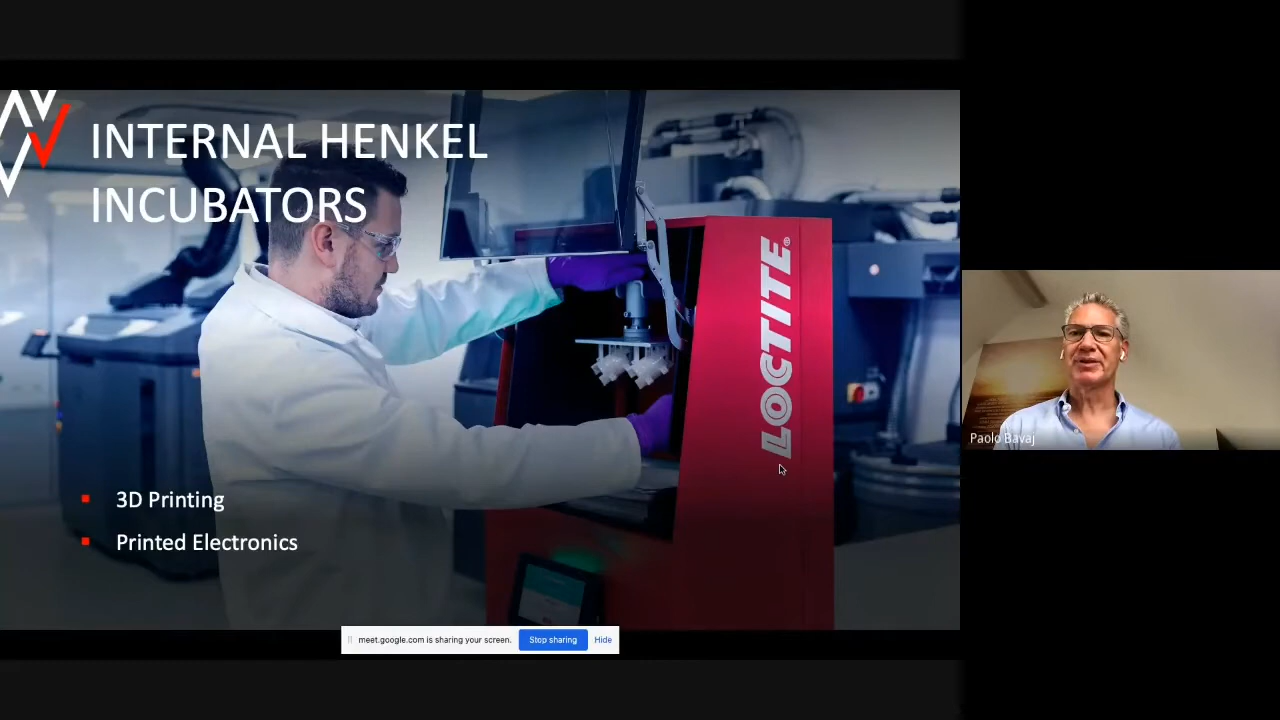 INTERNAL HENKEL
INCUBATORS
LOCTITE®
3D Printing
Printed Electronics
Paolo Bavaj
meet.google.com is sharing your screen.
Stop sharing
Hide